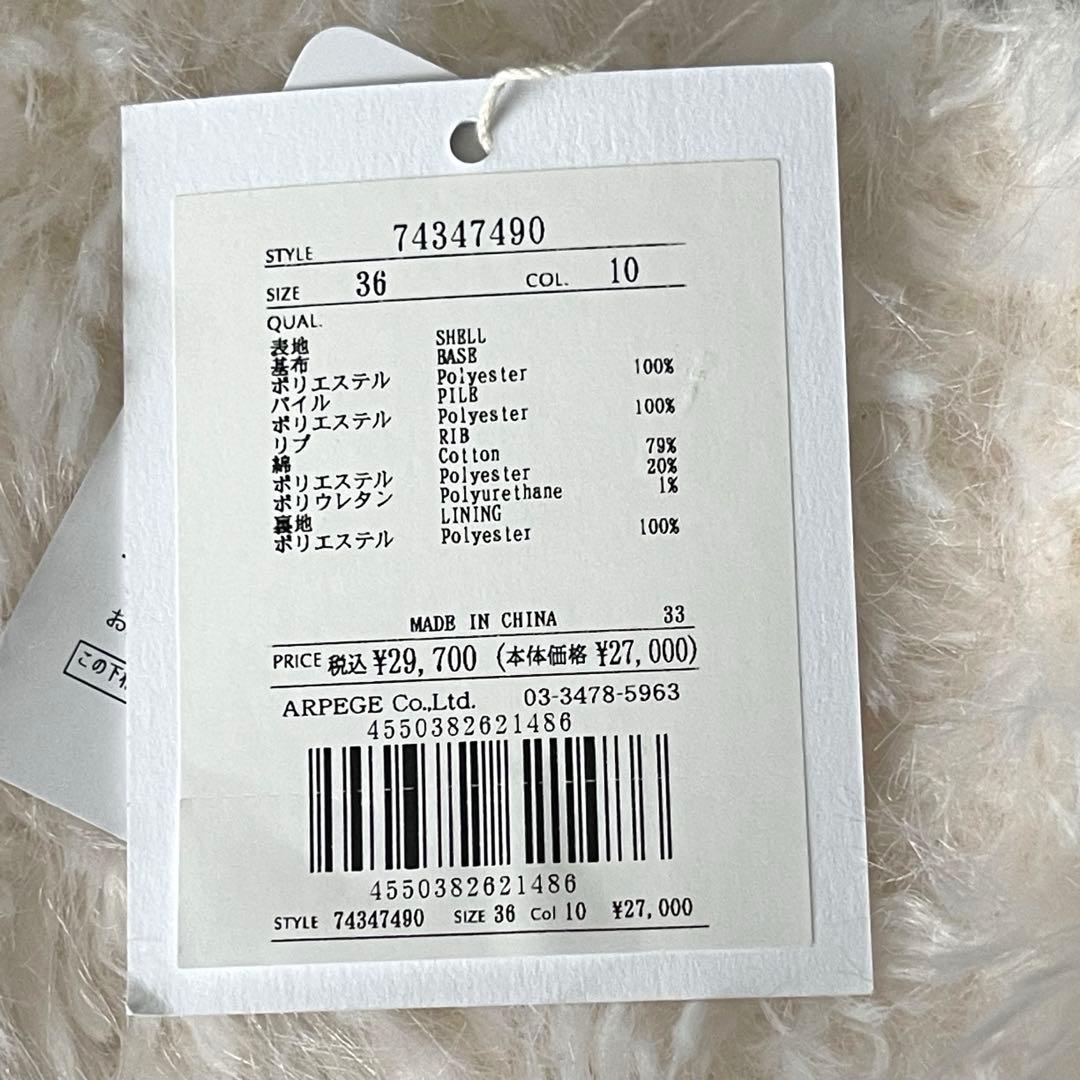 STYLE 74347490
SIZE 36 COL. 10
QUAL.
表地 SHELL
基布 BASE
ポリエステル Polyester 100%
パイル PILE
ポリエステル Polyester 100%
リブ RIB
綿 Cotton 79%
ポリエステル Polyester 20%
ポリウレタン Polyurethane 1%
裏地 LINING
ポリエステル Polyester 100%
MADE IN CHINA 33
PRICE 税込 ¥29,700 (本体価格 ¥27,000)
ARPEGE Co.,Ltd. 03-3478-5963
4550382621486
4550382621486
STYLE 74347490 SIZE 36 Col 10 ¥27,000
お
この下